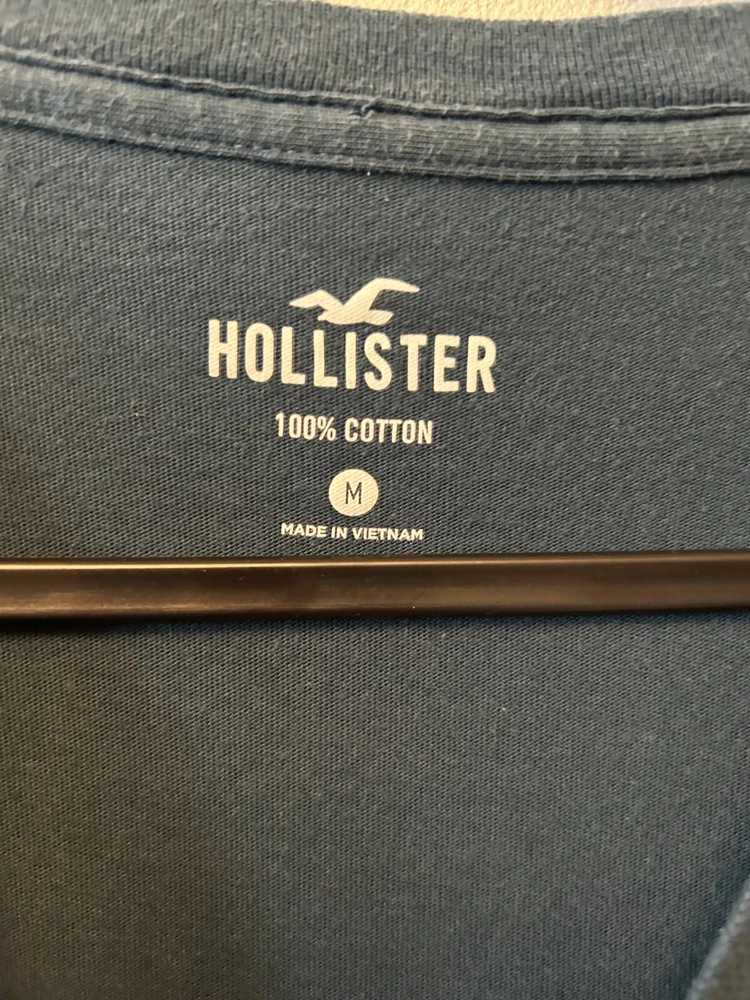 HOLLISTER
100% COTTON
M
MADE IN VIETNAM